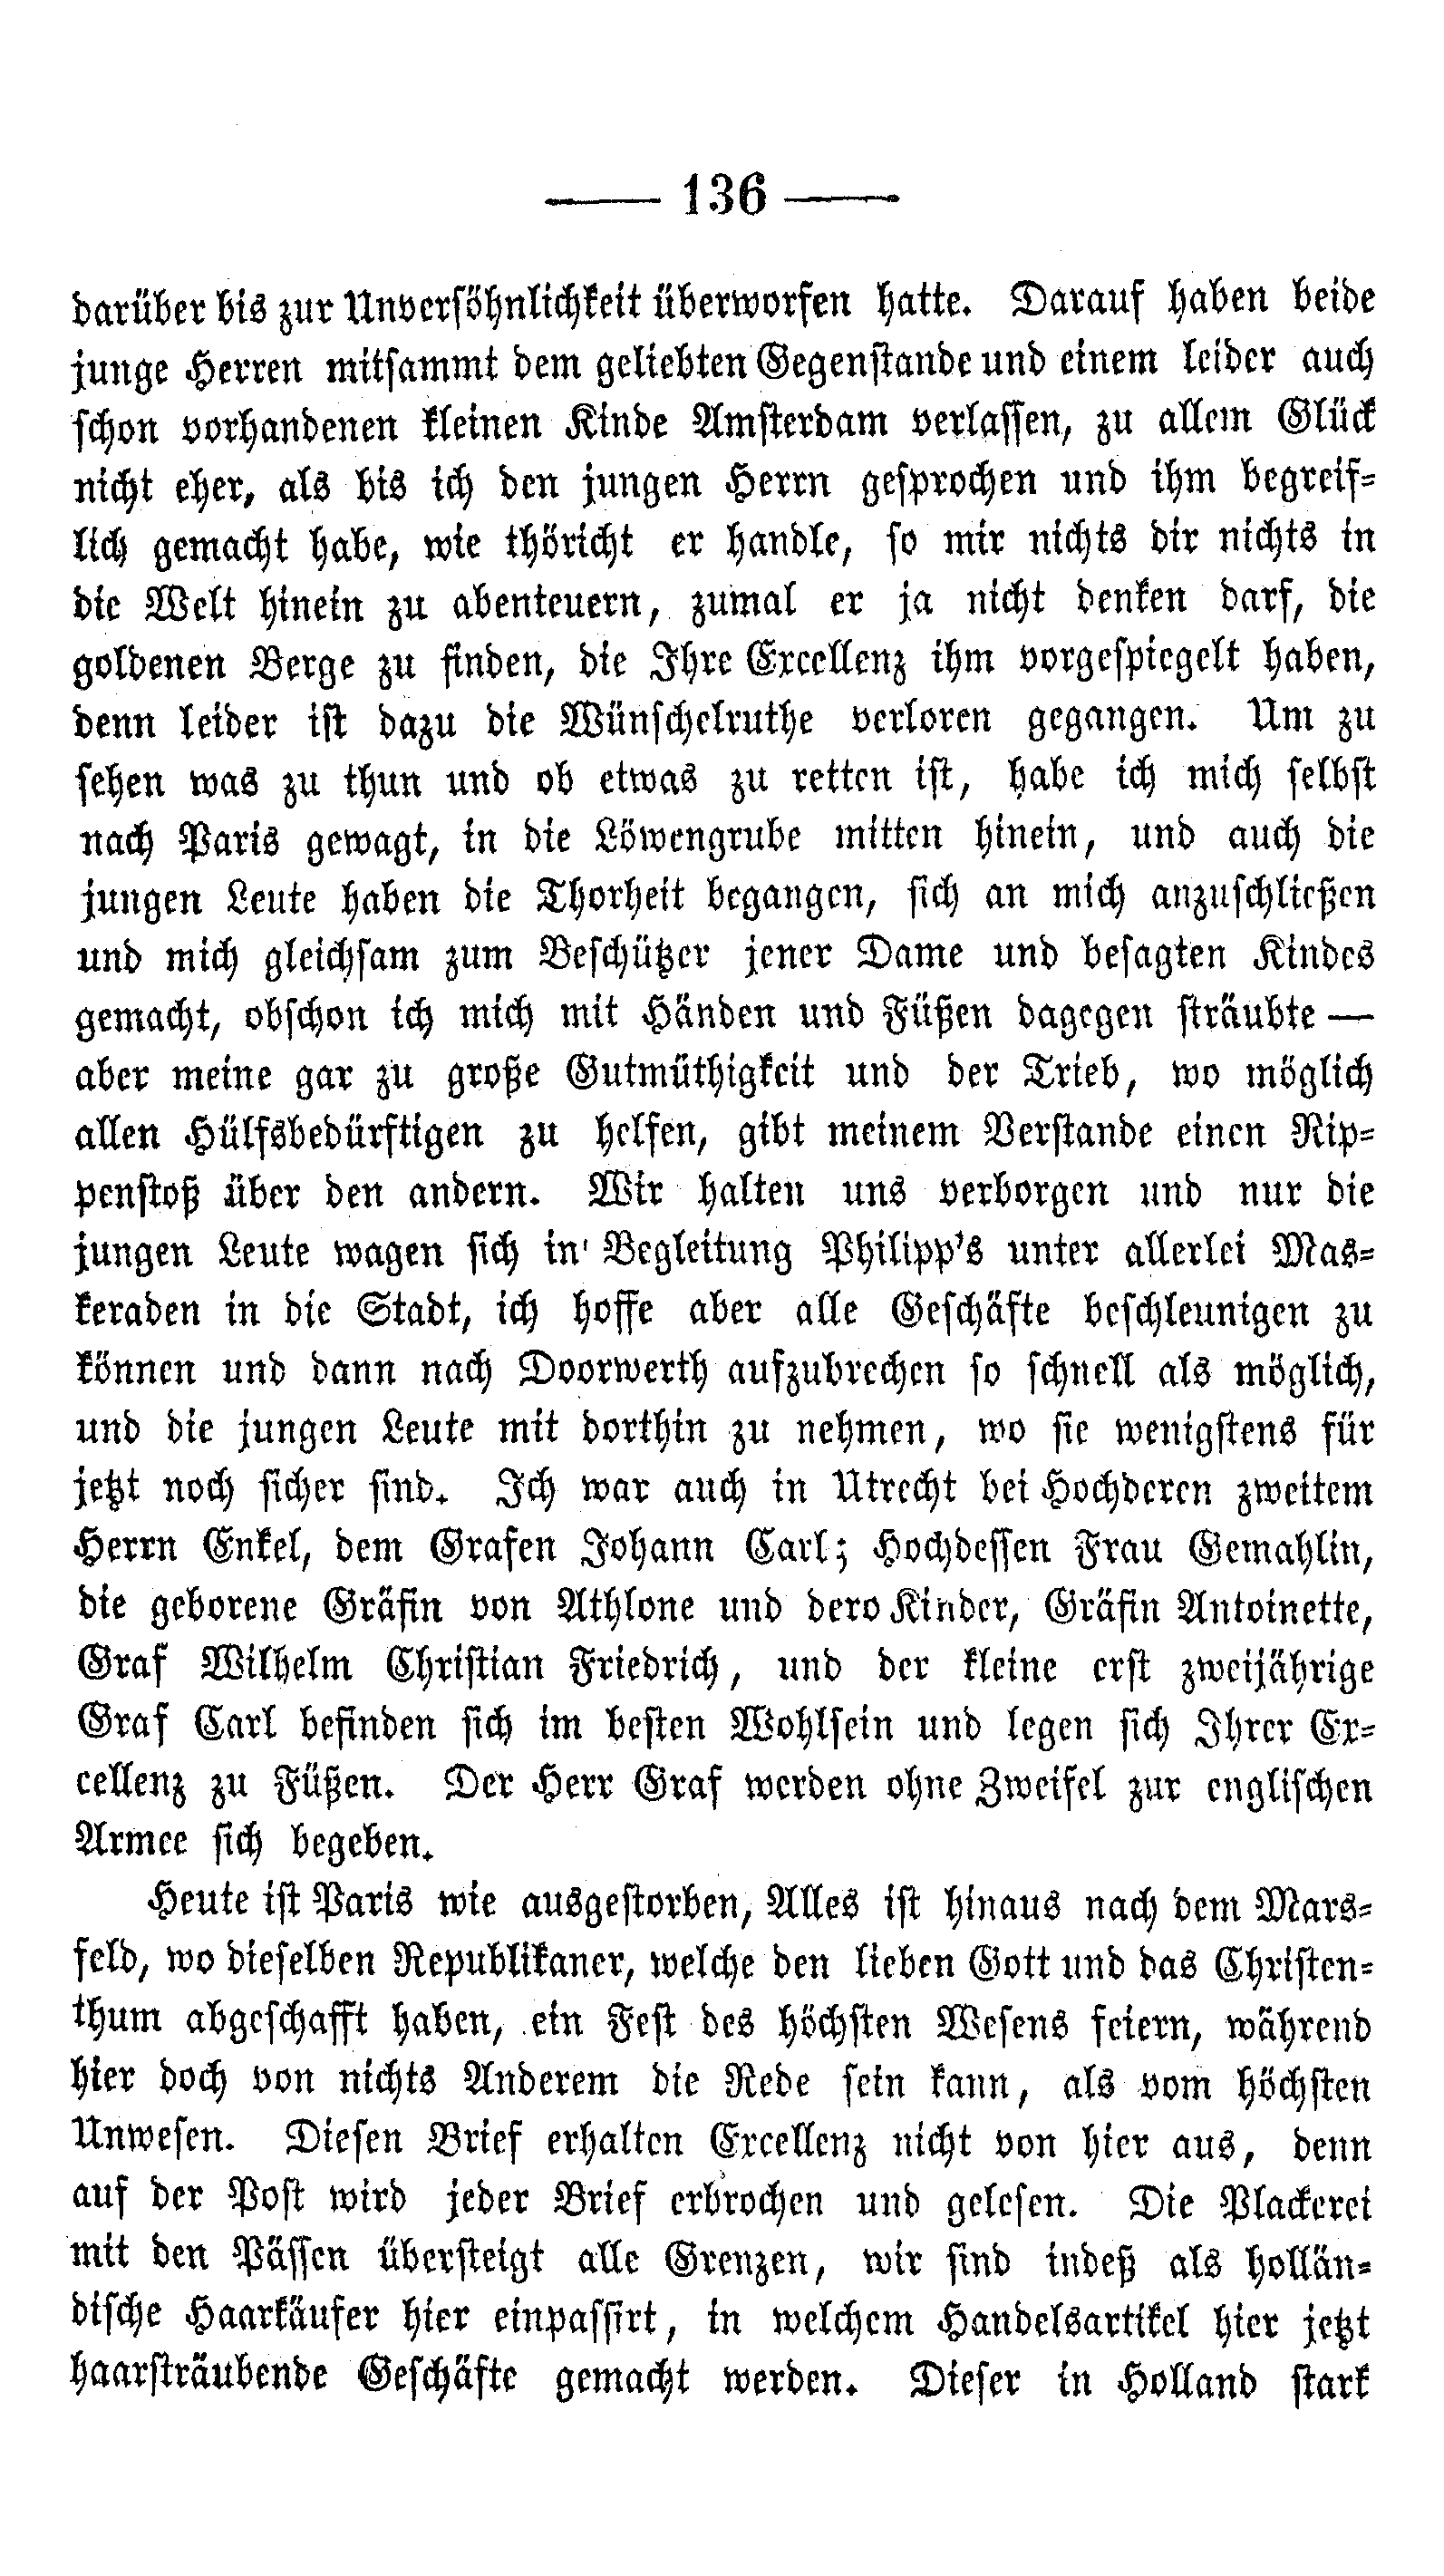 — 136 —
darüber bis zur Unversöhnlichkeit überworfen hatte. Darauf haben beide
junge Herren mitsammt dem geliebten Gegenstande und einem leider auch
schon vorhandenen kleinen Kinde Amsterdam verlassen, zu allem Glück
nicht eher, als bis ich den jungen Herrn gesprochen und ihm begreif-
lich gemacht habe, wie thöricht er handle, so mir nichts dir nichts in
die Welt hinein zu abenteuern, zumal er ja nicht denken darf, die
goldenen Berge zu finden, die Ihre Excellenz ihm vorgespiegelt haben,
denn leider ist dazu die Wünschelruthe verloren gegangen. Um zu
sehen was zu thun und ob etwas zu retten ist, habe ich mich selbst
nach Paris gewagt, in die Löwengrube mitten hinein, und auch die
jungen Leute haben die Thorheit begangen, sich an mich anzuschließen
und mich gleichsam zum Beschützer jener Dame und besagten Kindes
gemacht, obschon ich mich mit Händen und Füßen dagegen sträubte —
aber meine gar zu große Gutmüthigkeit und der Trieb, wo möglich
allen Hülfsbedürftigen zu helfen, gibt meinem Verstande einen Rip-
penstoß über den andern. Wir halten uns verborgen und nur die
jungen Leute wagen sich in Begleitung Philipp's unter allerlei Mas-
keraden in die Stadt, ich hoffe aber alle Geschäfte beschleunigen zu
können und dann nach Doorwerth aufzubrechen so schnell als möglich,
und die jungen Leute mit dorthin zu nehmen, wo sie wenigstens für
jetzt noch sicher sind. Ich war auch in Utrecht bei Hochderen zweitem
Herrn Enkel, dem Grafen Johann Carl; Hochdessen Frau Gemahlin,
die geborene Gräfin von Athlone und dero Kinder, Gräfin Antoinette,
Graf Wilhelm Christian Friedrich, und der kleine erst zweijährige
Graf Carl befinden sich im besten Wohlsein und legen sich Ihrer Ex-
cellenz zu Füßen. Der Herr Graf werden ohne Zweifel zur englischen
Armee sich begeben.
Heute ist Paris wie ausgestorben, Alles ist hinaus nach dem Mars-
feld, wo dieselben Republikaner, welche den lieben Gott und das Christen-
thum abgeschafft haben, ein Fest des höchsten Wesens feiern, während
hier doch von nichts Anderem die Rede sein kann, als vom höchsten
Unwesen. Diesen Brief erhalten Excellenz nicht von hier aus, denn
auf der Post wird jeder Brief erbrochen und gelesen. Die Plackerei
mit den Pässen übersteigt alle Grenzen, wir sind indeß als hollän-
dische Haarkäufer hier einpassirt, in welchem Handelsartikel hier jetzt
haarsträubende Geschäfte gemacht werden. Dieser in Holland stark